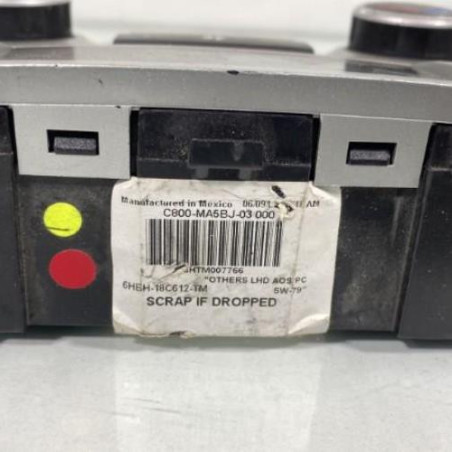 Manufactured in Mexico
C800-MA5BJ-03 000
HTM007766
"OTHERS LHD AOS PC
6HBH-18C612-TM SW-79"
SCRAP IF DROPPED